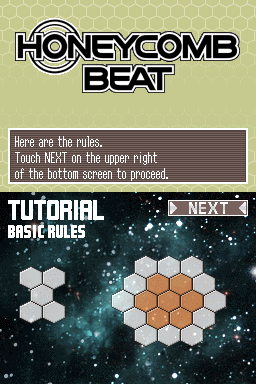 HONEYCOMB
BEAT
Here are the rules.
Touch NEXT on the upper right
of the bottom screen to proceed.
TUTORIAL
NEXT
BASIC RULES